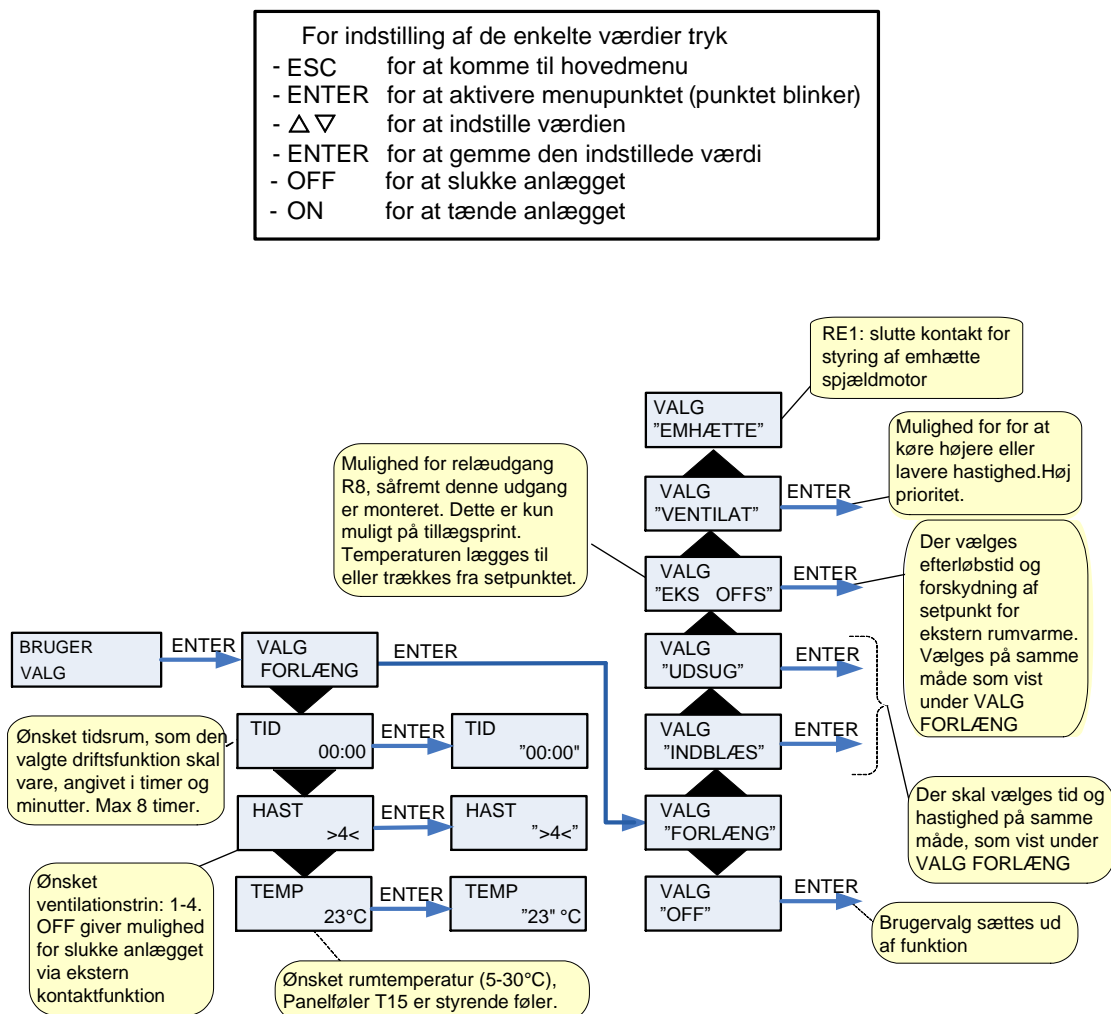 For indstilling af de enkelte værdier tryk
- ESC for at komme til hovedmenu
- ENTER for at aktivere menupunktet (punktet blinker)
- △▽ for at indstille værdien
- ENTER for at gemme den indstillede værdi
- OFF for at slukke anlægget
- ON for at tænde anlægget
RE1: slutte kontakt for
styring af emhætte
spjældmotor
VALG
"EMHÆTTE"
Mulighed for for at
køre højere eller
lavere hastighed.Høj
prioritet.
VALG
"VENTILAT"
ENTER
Mulighed for relæudgang
R8, såfremt denne udgang
er monteret. Dette er kun
muligt på tillægsprint.
Temperaturen lægges til
eller trækkes fra setpunktet.
VALG
"EKS OFFS"
ENTER
Der vælges
efterløbstid og
forskydning af
setpunkt for
ekstern rumvarme.
Vælges på samme
måde som vist
under VALG
FORLÆNG
BRUGER
VALG
ENTER
VALG
FORLÆNG
ENTER
VALG
"UDSUG"
ENTER
Ønsket tidsrum, som den
valgte driftsfunktion skal
vare, angivet i timer og
minutter. Max 8 timer.
TID
00:00
ENTER
TID
"00:00"
VALG
"INDBLÆS"
ENTER
Der skal vælges tid og
hastighed på samme
måde, som vist under
VALG FORLÆNG
HAST
>4<
ENTER
HAST
">4<"
VALG
"FORLÆNG"
Ønsket
ventilationstrin: 1-4.
OFF giver mulighed
for slukke anlægget
via ekstern
kontaktfunktion
TEMP
23°C
ENTER
TEMP
"23" °C
VALG
"OFF"
ENTER
Brugervalg sættes ud
af funktion
Ønsket rumtemperatur (5-30°C),
Panelføler T15 er styrende føler.